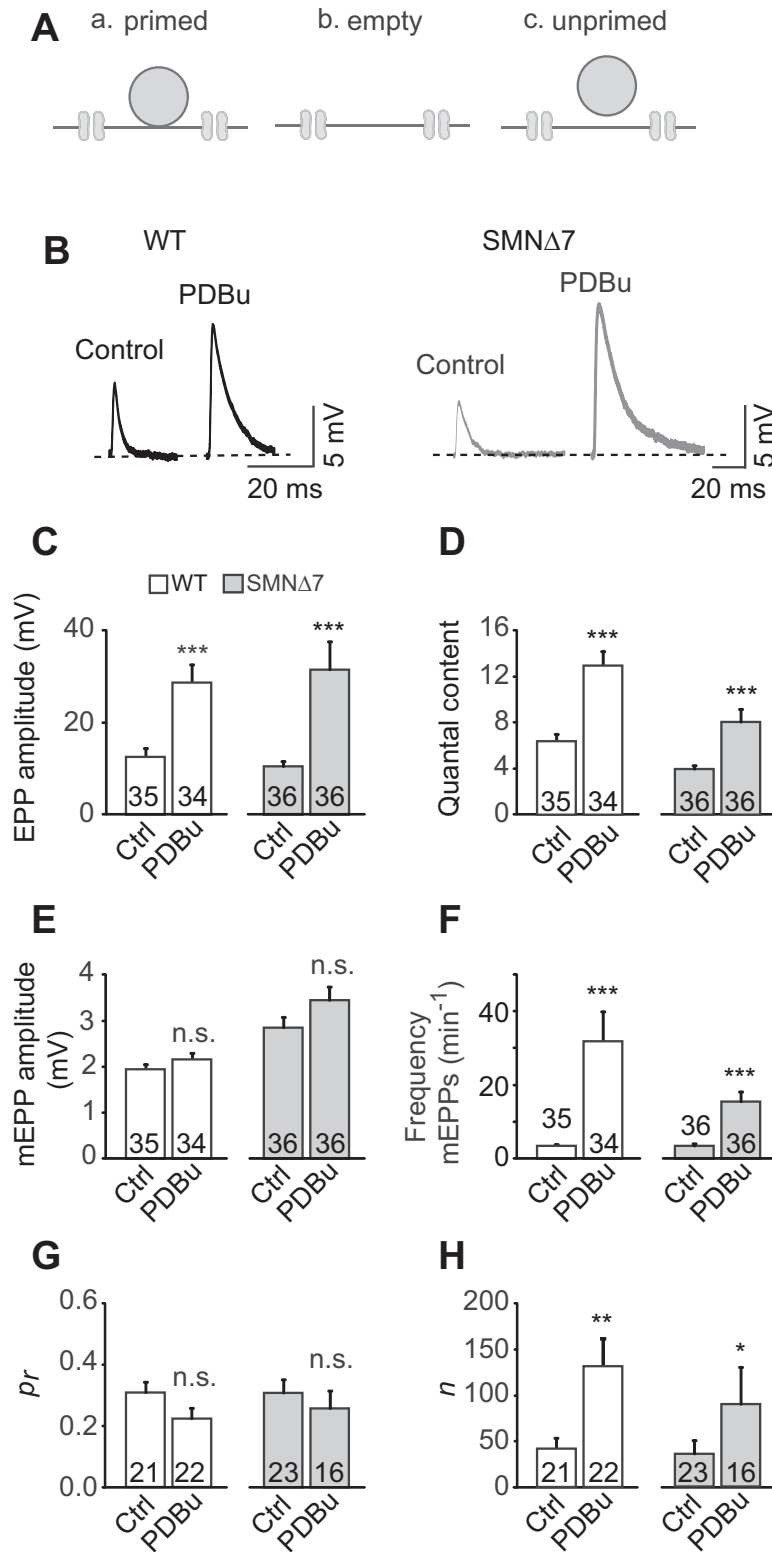 A
a. primed
b. empty
c. unprimed
B
WT
SMNΔ7
Control
PDBu
5 mV
20 ms
Control
PDBu
5 mV
20 ms
C
WT
SMNΔ7
EPP amplitude (mV)
40
20
0
***
***
35
34
36
36
Ctrl
PDBu
Ctrl
PDBu
D
Quantal content
16
12
8
4
0
***
***
35
34
36
36
Ctrl
PDBu
Ctrl
PDBu
E
mEPP amplitude
(mV)
4
3
2
1
0
n.s.
n.s.
35
34
36
36
Ctrl
PDBu
Ctrl
PDBu
F
Frequency
mEPPs (min-1)
40
20
0
***
***
35
34
36
36
Ctrl
PDBu
Ctrl
PDBu
G
pr
0.6
0.4
0.2
0.0
n.s.
n.s.
21
22
23
16
Ctrl
PDBu
Ctrl
PDBu
H
n
200
150
100
50
0
**
*
21
22
23
16
Ctrl
PDBu
Ctrl
PDBu